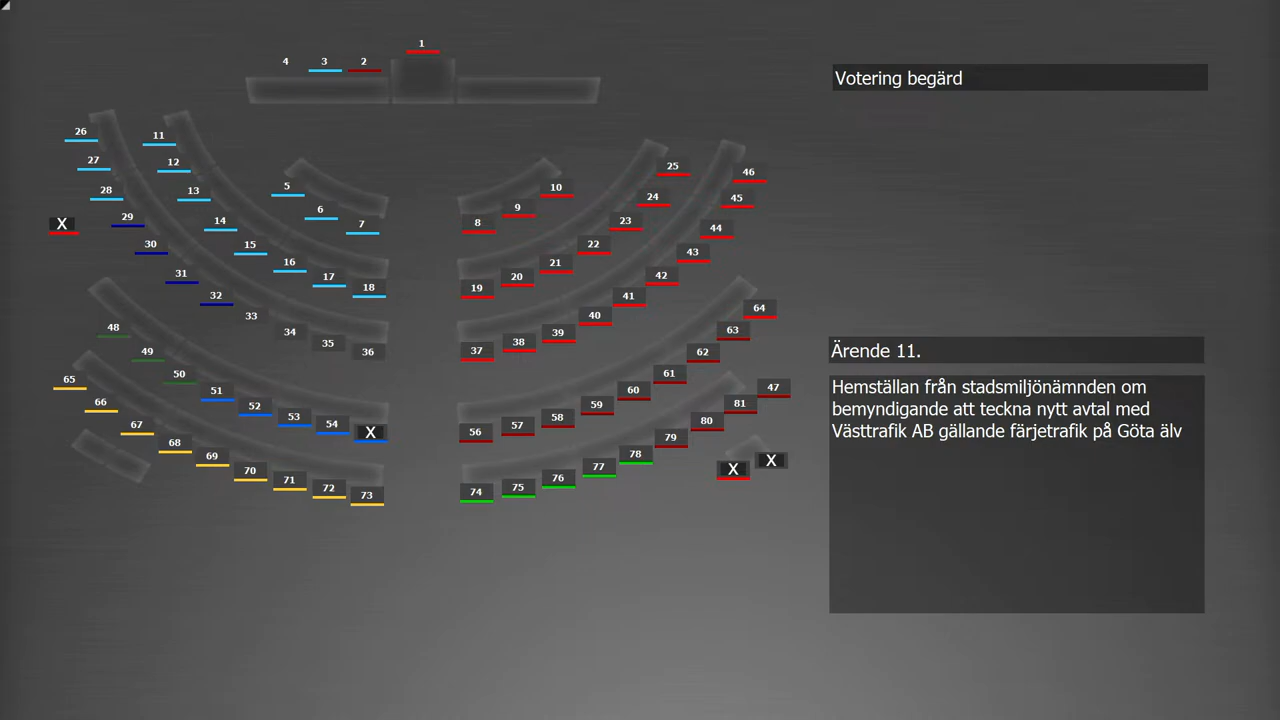 1
4 3 2
Votering begärd
26 11
27 12 25 46
28 13 5 10 24 45
X 29 14 6 7 8 9 23 44
30 15 22 43
31 16 17 18 19 20 21 42
32 33 34 35 36 37 38 39 40 41 64
48 49 50 63
62
65 66 51 52 53 54 X 56 57 58 59 60 61 47
67 68 69 70 71 72 73 74 75 76 77 78 79 80 81
X X
Ärende 11.
Hemställan från stadsmiljönämnden om
bemyndigande att teckna nytt avtal med
Västtrafik AB gällande färjetrafik på Göta älv